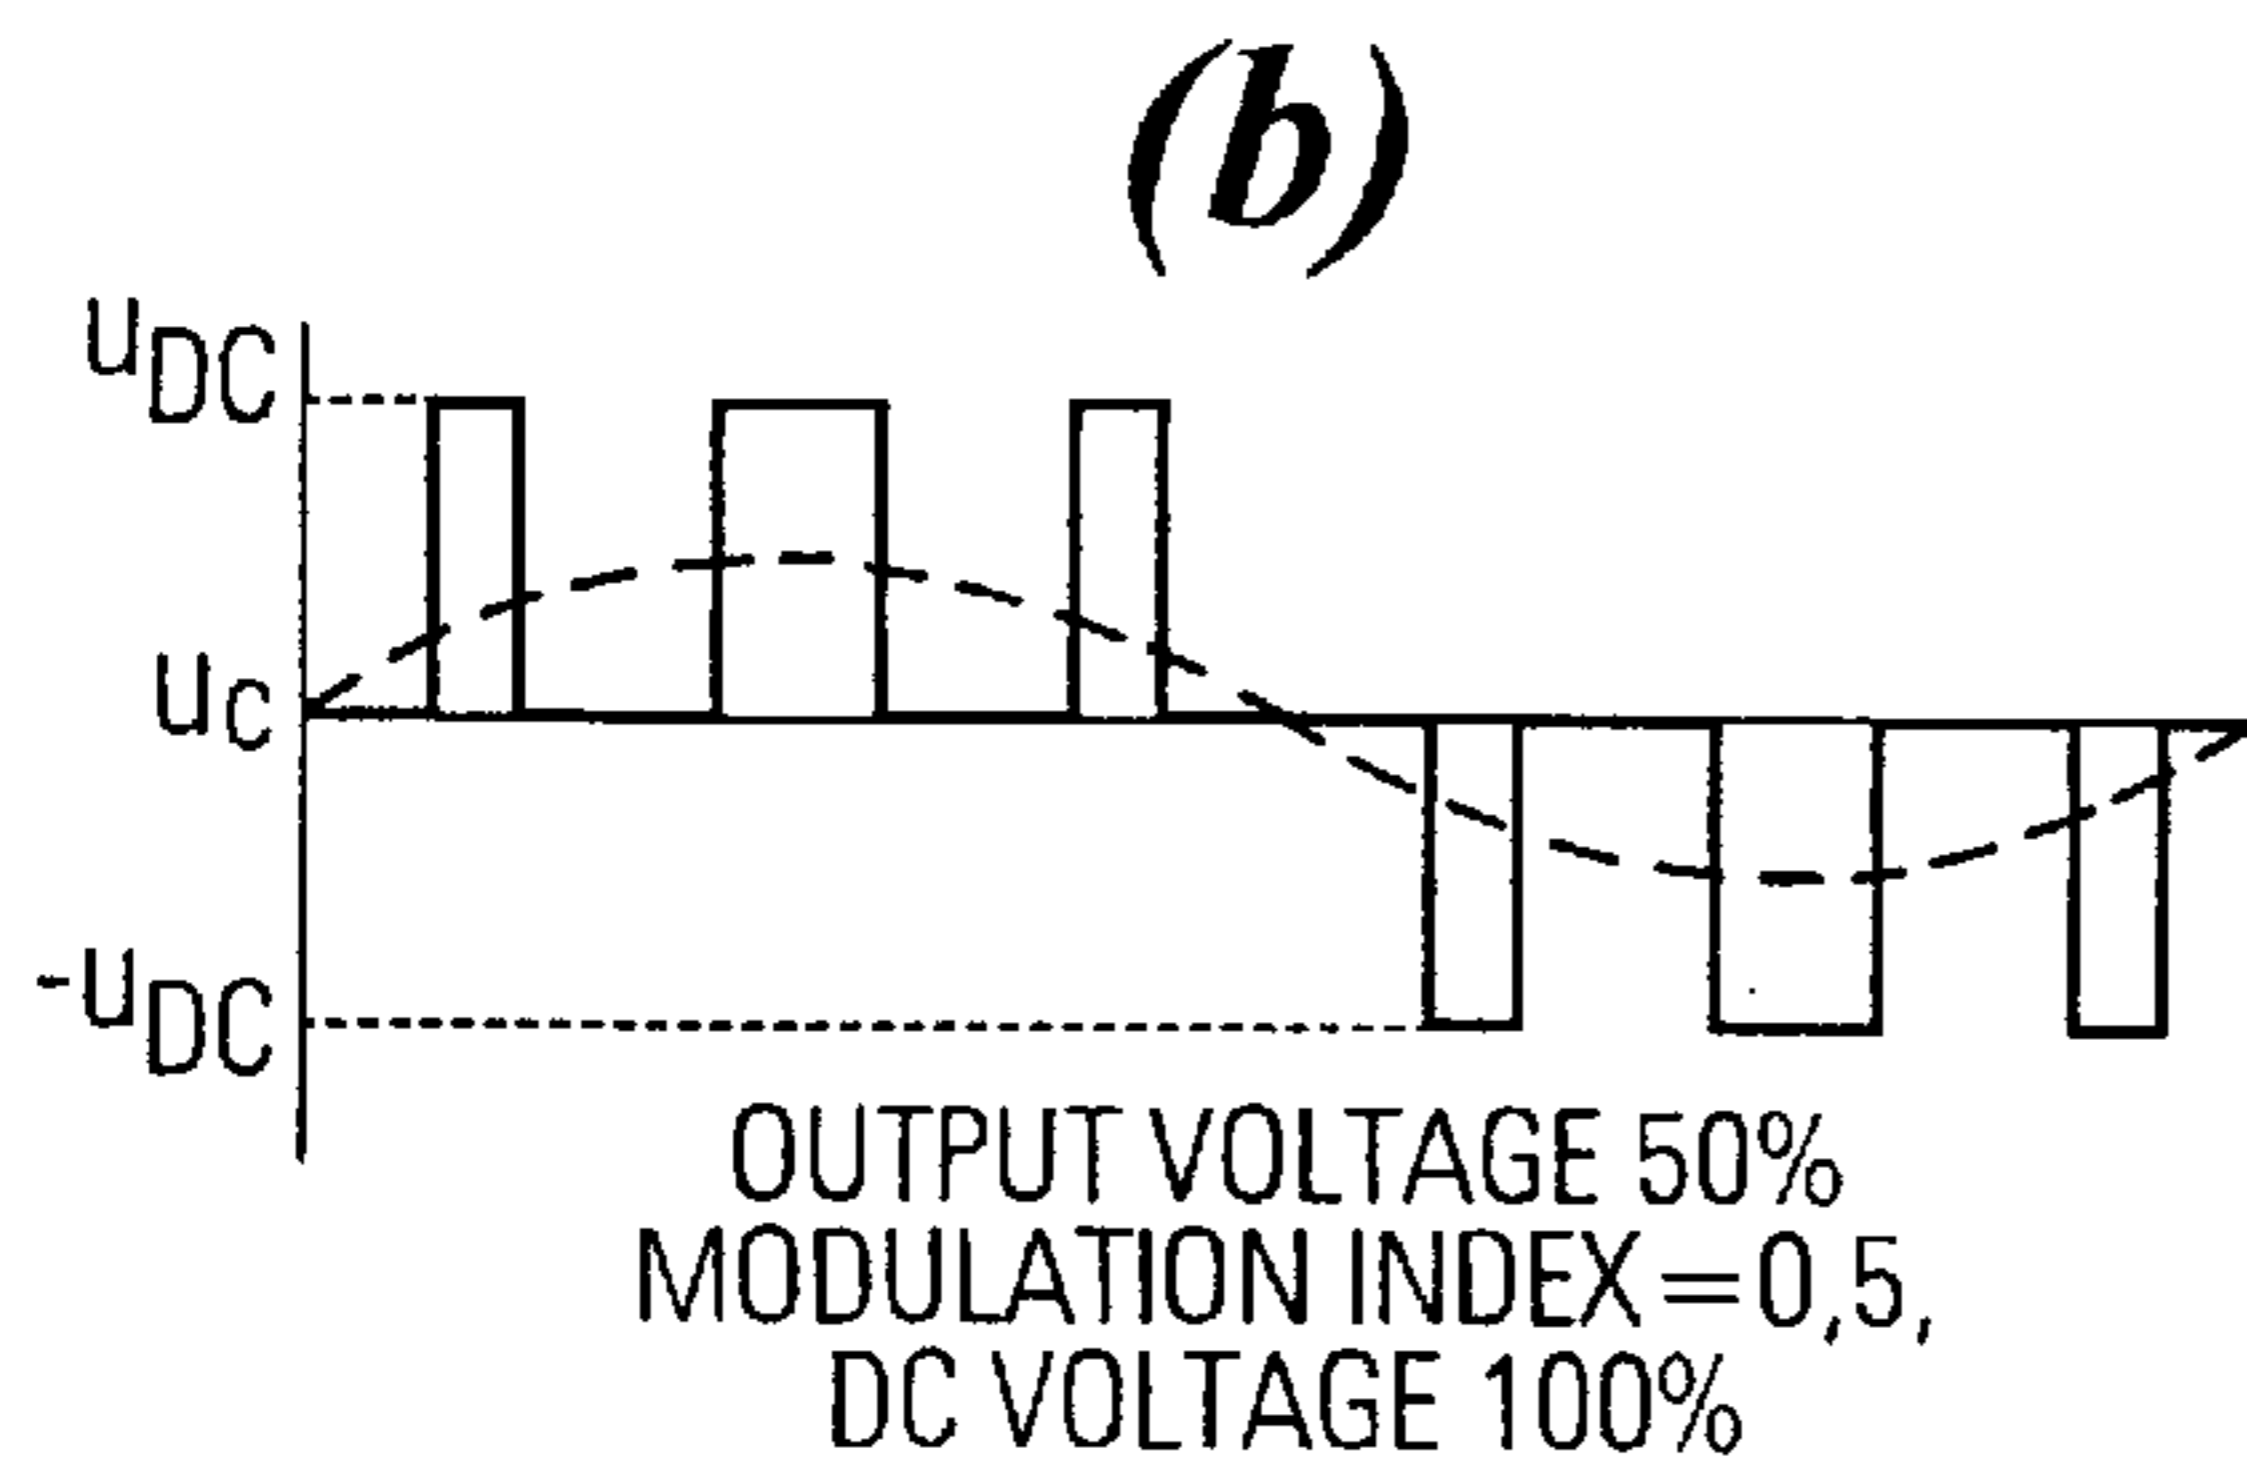 (b)
UDC
UC
-UDC
OUTPUT VOLTAGE 50%
MODULATION INDEX=0,5,
DC VOLTAGE 100%